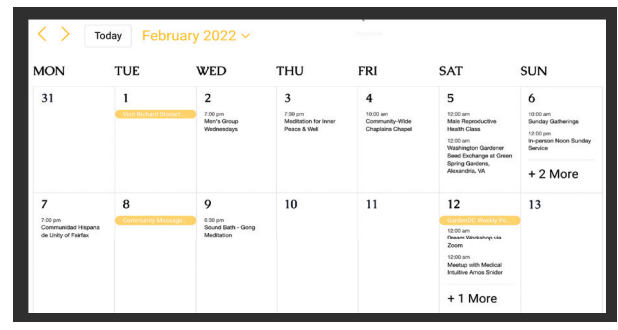 Today February 2022
MON TUE WED THU FRI SAT SUN
31
1
Visit Richard Stodart
2
7:00 pm
Men's Group
Wednesdays
3
7:00 pm
Meditation for Inner
Peace & Well
4
10:00 am
Community-Wide
Chaplains Chapel
5
12:00 am
Male Reproductive
Health Class
12:00 am
Washington Gardener
Seed Exchange at Green
Spring Gardens,
Alexandria, VA
6
10:00 am
Sunday Gatherings
12:00 pm
In-person Noon Sunday
Service
+ 2 More
7
7:00 pm
Communidad Hispana
de Unity of Fairfax
8
Community Massage...
9
6:30 pm
Sound Bath - Gong
Meditation
10
11
12
GardenDC Weekly Po...
12:00 am
Dream Workshop via
Zoom
12:00 am
Meetup with Medical
Intuitive Amos Snider
+ 1 More
13